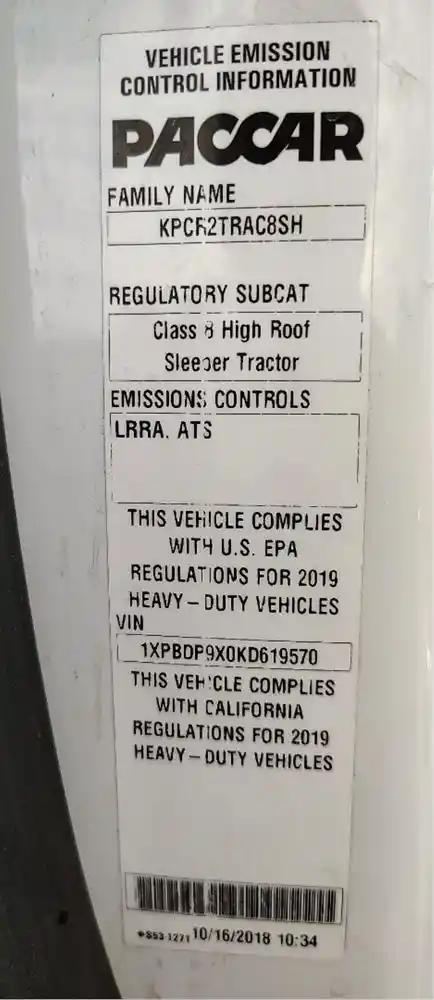 VEHICLE EMISSION
CONTROL INFORMATION
PACCAR
FAMILY NAME
KPCR2TRAC8SH
REGULATORY SUBCAT
Class 8 High Roof
Sleeper Tractor
EMISSIONS CONTROLS
LRRA. ATS
THIS VEHICLE COMPLIES
WITH U.S. EPA
REGULATIONS FOR 2019
HEAVY-DUTY VEHICLES
VIN
1XPBDP9X0KD619570
THIS VEHICLE COMPLIES
WITH CALIFORNIA
REGULATIONS FOR 2019
HEAVY-DUTY VEHICLES
*S53-1271 10/16/2018 10:34